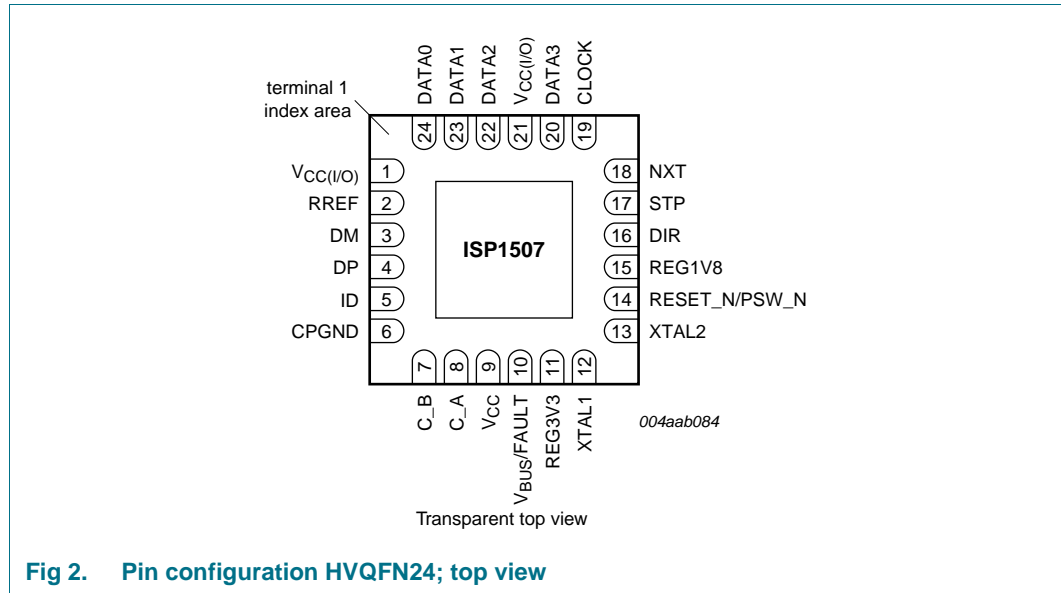 DATA0
DATA1
DATA2
VCC(I/O)
DATA3
CLOCK
terminal 1
index area
24
23
22
21
20
19
VCC(I/O) 1
RREF 2
DM 3
DP 4
ID 5
CPGND 6
ISP1507
18 NXT
17 STP
16 DIR
15 REG1V8
14 RESET_N/PSW_N
13 XTAL2
7
8
9
10
11
12
C_B
C_A
VCC
VBUS/FAULT
REG3V3
XTAL1
004aab084
Transparent top view
Fig 2. Pin configuration HVQFN24; top view